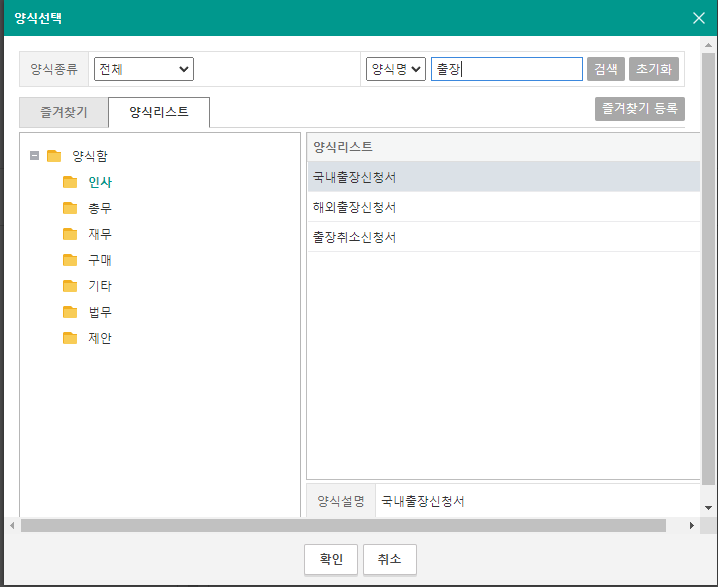 양식선택
양식종류 전체 양식명 출장 검색 초기화
즐겨찾기 양식리스트 즐겨찾기 등록
양식함
인사
총무
재무
구매
기타
법무
제안
양식리스트
국내출장신청서
해외출장신청서
출장취소신청서
양식설명 국내출장신청서
확인 취소